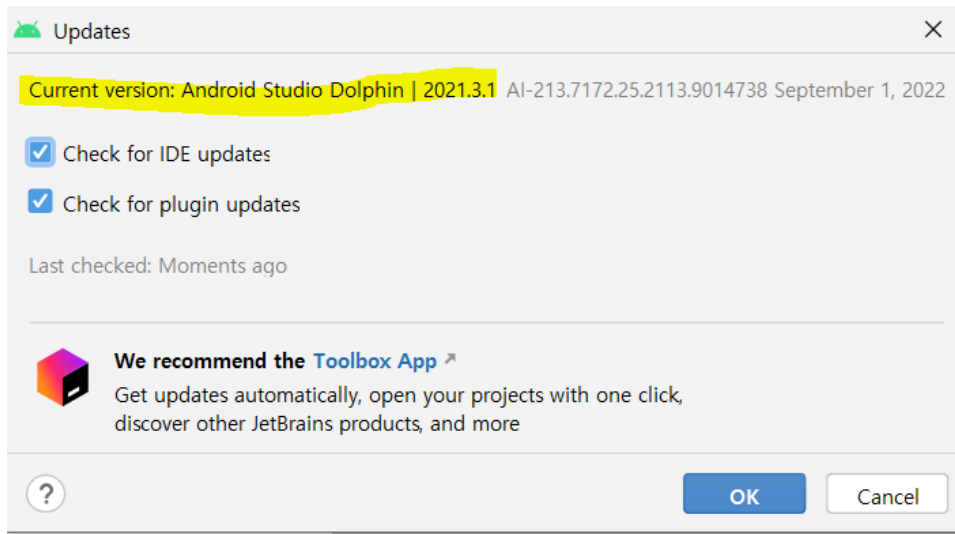 Updates
Current version: Android Studio Dolphin | 2021.3.1 AI-213.7172.25.2113.9014738 September 1, 2022
Check for IDE updates
Check for plugin updates
Last checked: Moments ago
We recommend the Toolbox App ↗
Get updates automatically, open your projects with one click,
discover other JetBrains products, and more
?
OK
Cancel